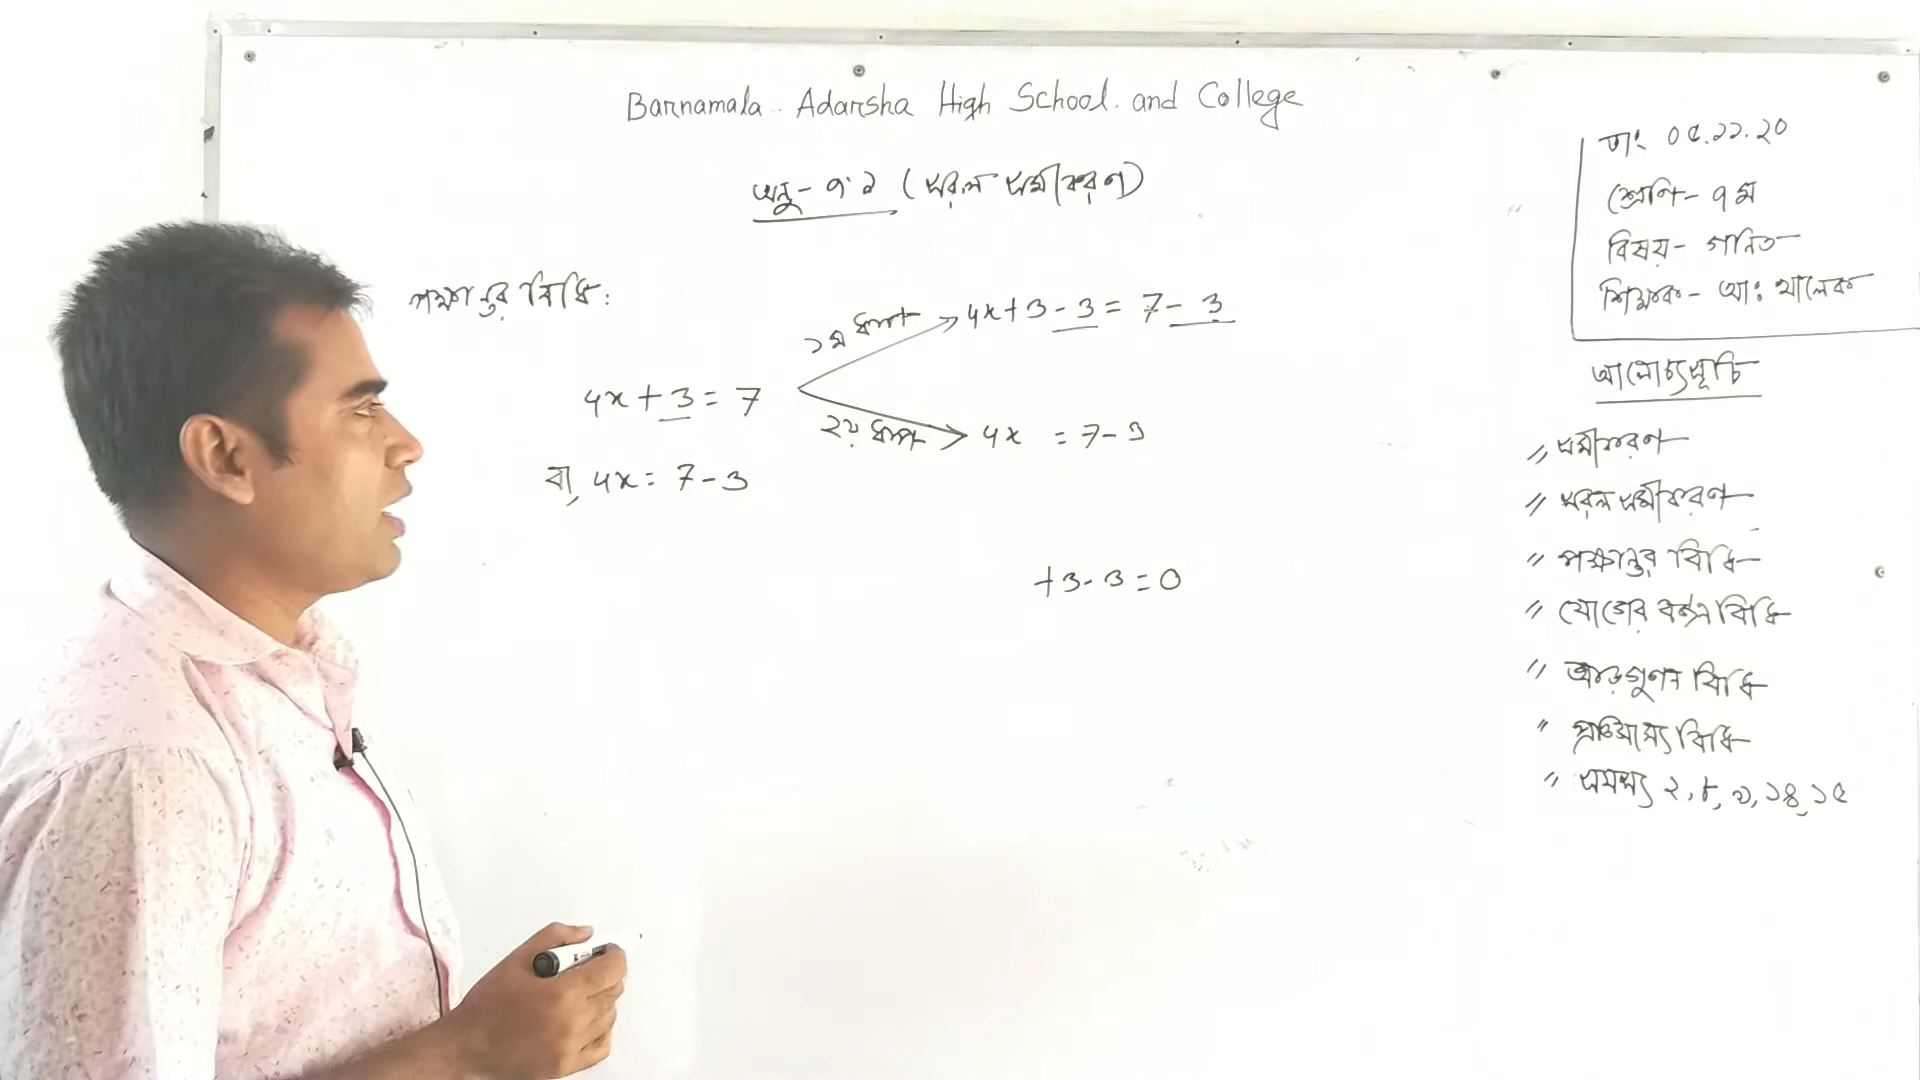 Barnamala Adarsha High School and College
অনু - ৭.১ (সরল সমীকরণ)
তাং ০৫.১১.২০
শ্রেণি - ৭ম
বিষয় - গনিত
শিক্ষক - আঃ খালেক
পক্ষান্তর বিধি:
১ম ধাপ 4x+3-3 = 7-3
4x+3 = 7
২য় ধাপ 4x = 7-3
বা, 4x = 7-3
+3-3=0
আলোচ্যসূচি
〃 সমীকরণ
〃 সরল সমীকরণ
〃 পক্ষান্তর বিধি
〃 যোগের বর্জন বিধি
〃 আড়গুণন বিধি
〃 প্রতিসাম্য বিধি
〃 সমস্যা ২, ৮, ৯, ১৪, ১৫